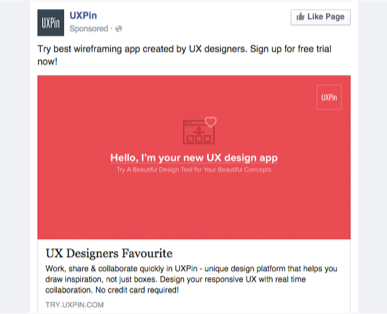 UXPin
UXPin
Like Page
Sponsored ·
Try best wireframing app created by UX designers. Sign up for free trial
now!
UXPin
Hello, I'm your new UX design app
Try A Beautiful Design Tool for Your Beautiful Concepts
UX Designers Favourite
Work, share & collaborate quickly in UXPin - unique design platform that helps you
draw inspiration, not just boxes. Design your responsive UX with real time
collaboration. No credit card required!
TRY.UXPIN.COM